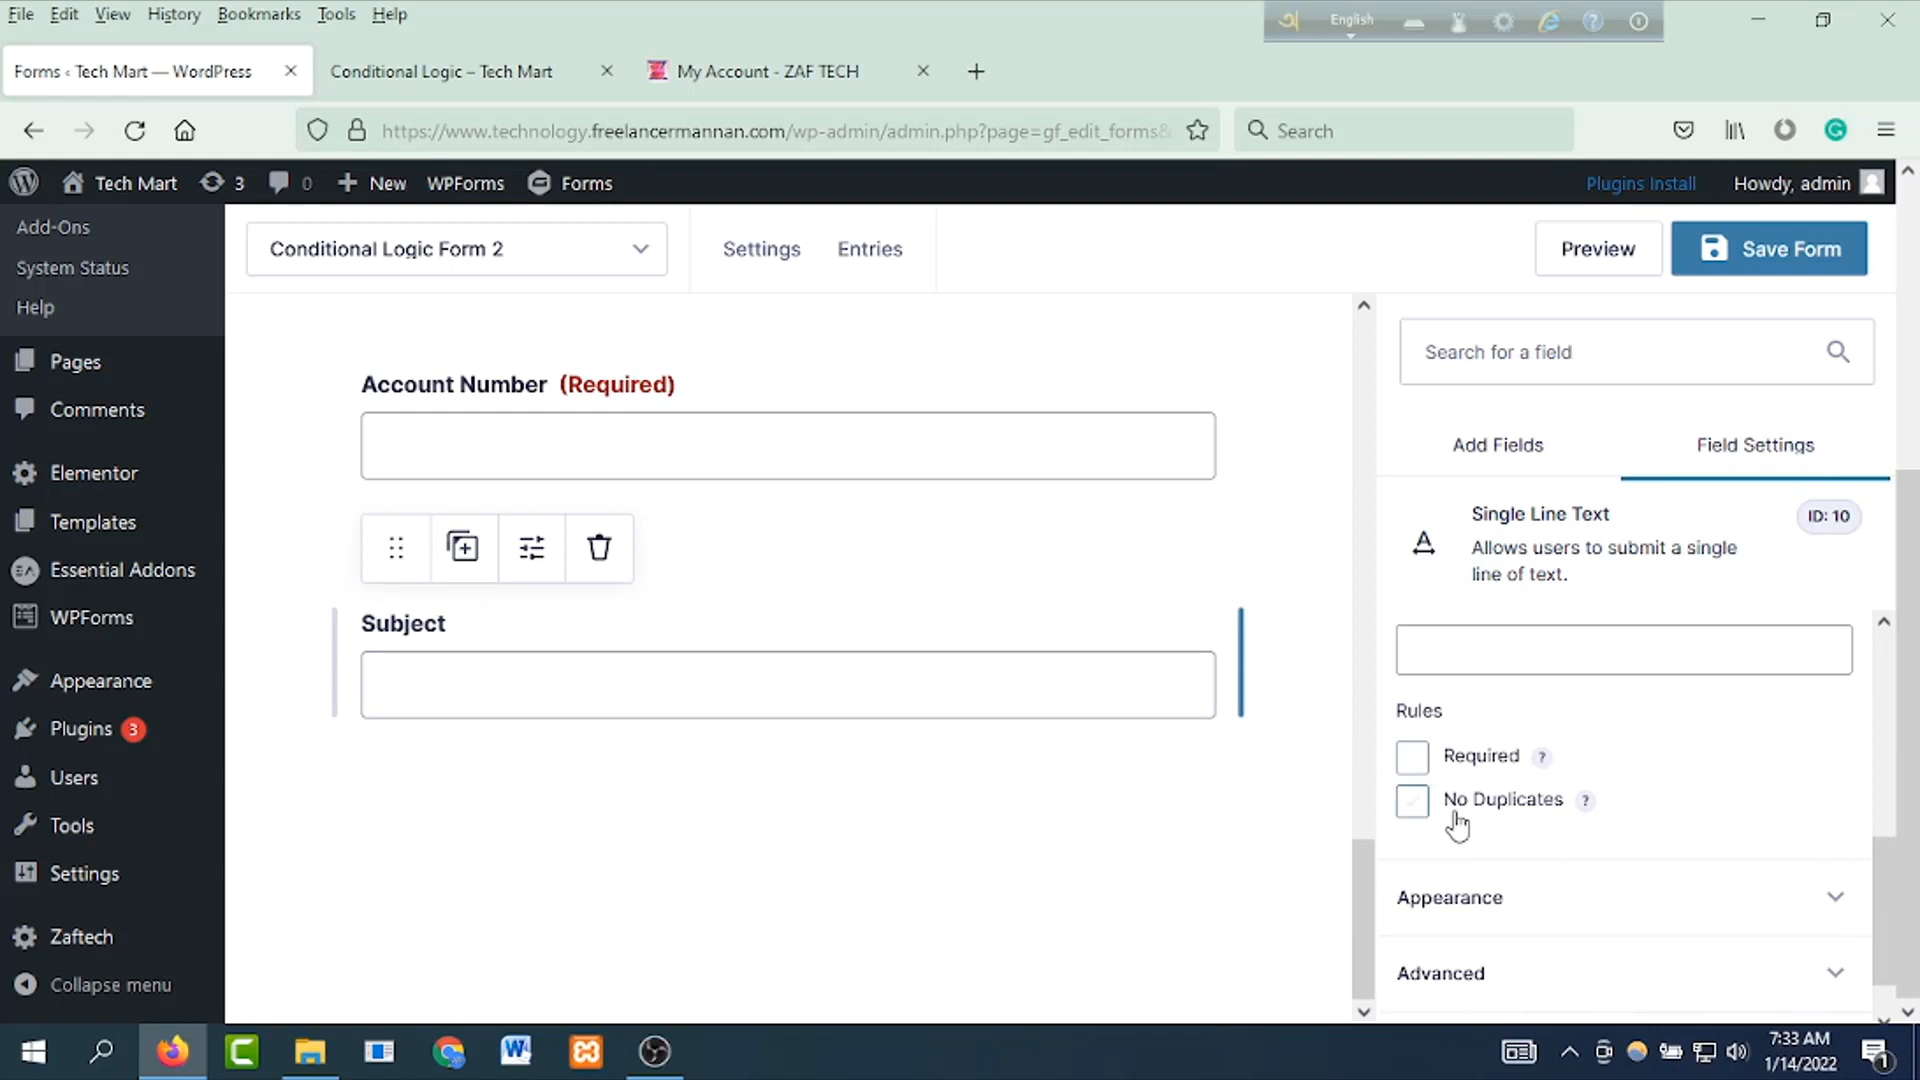 File Edit View History Bookmarks Tools Help
English
Forms ‹ Tech Mart — WordPress
Conditional Logic – Tech Mart
My Account - ZAF TECH
https://www.technology.freelancermannan.com/wp-admin/admin.php?page=gf_edit_forms&
Search
Tech Mart 3 0 New WPForms Forms
Plugins Install Howdy, admin
Add-Ons
System Status
Help
Pages
Comments
Elementor
Templates
Essential Addons
WPForms
Appearance
Plugins 3
Users
Tools
Settings
Zaftech
Collapse menu
Conditional Logic Form 2
Settings Entries
Preview Save Form
Account Number (Required)
Subject
Search for a field
Add Fields Field Settings
Single Line Text ID: 10
Allows users to submit a single
line of text.
Rules
Required ?
No Duplicates ?
Appearance
Advanced
7:33 AM
1/14/2022
1